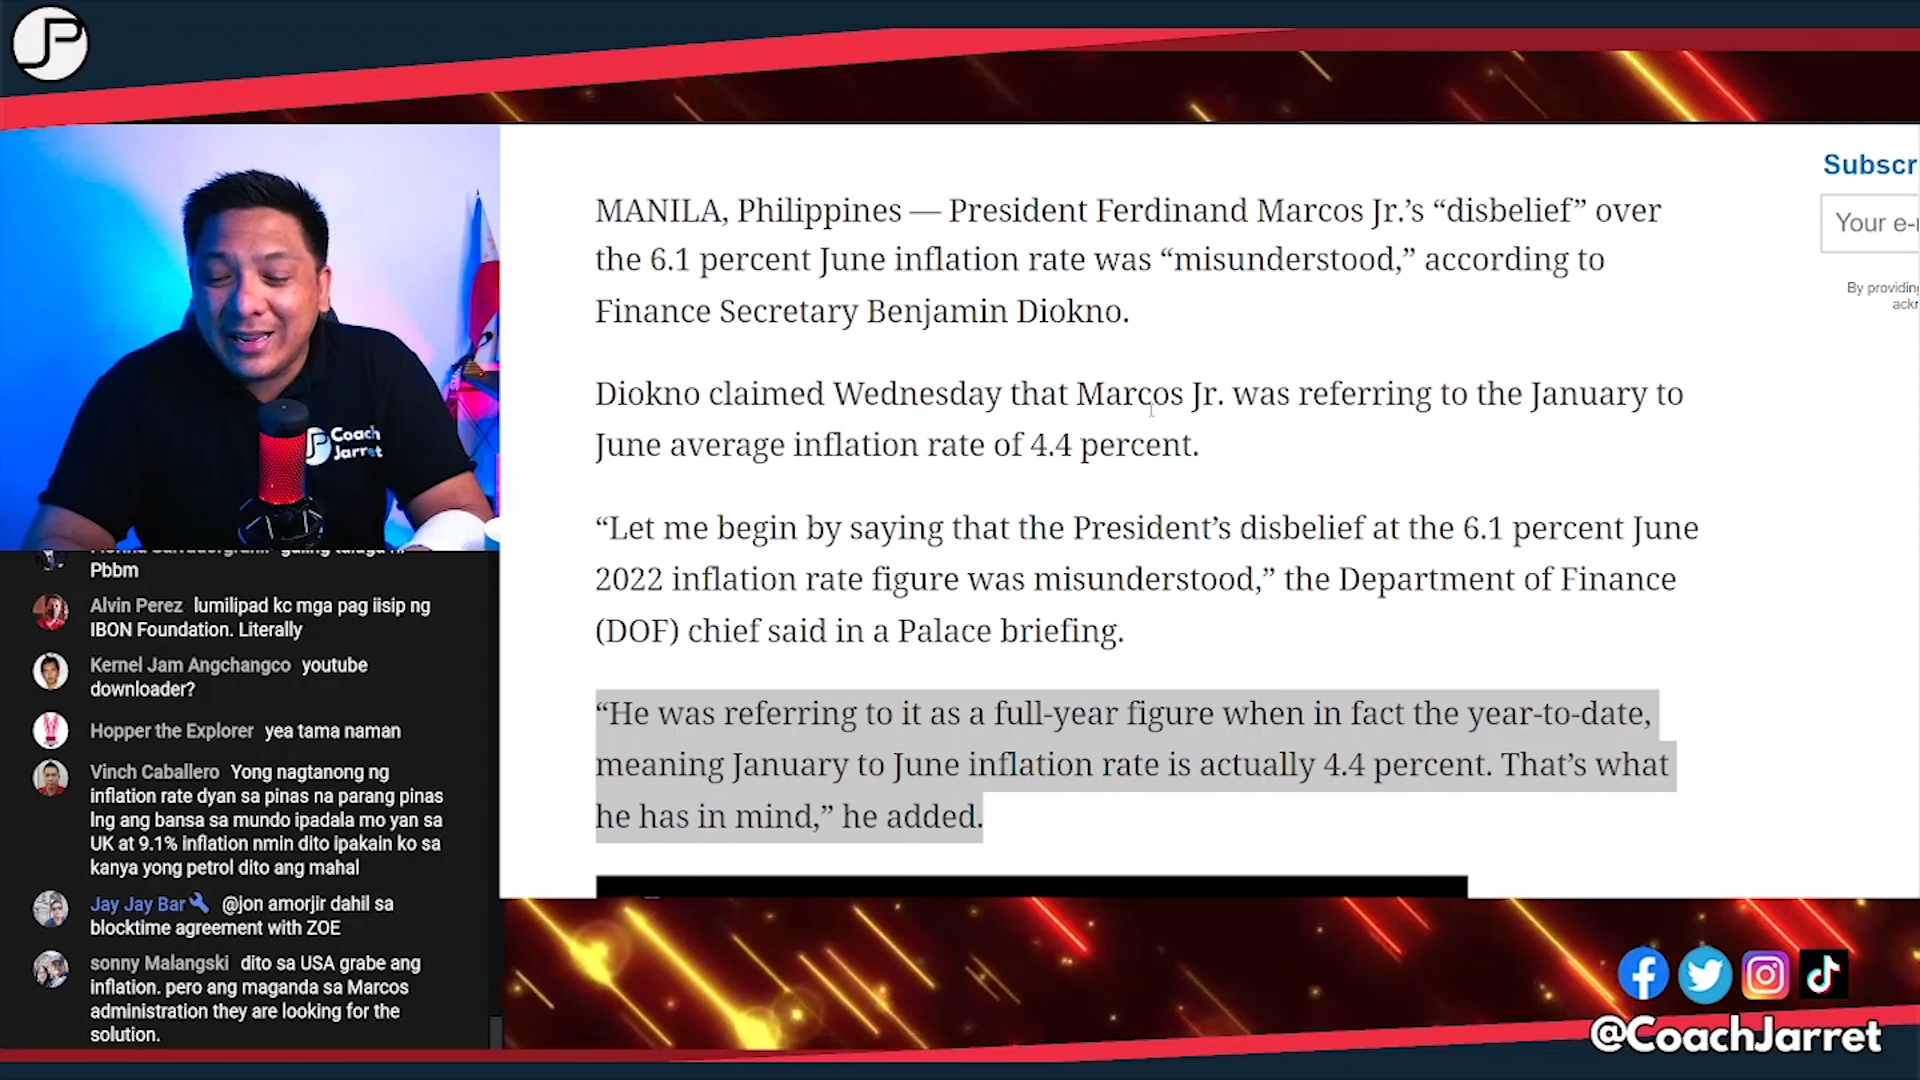 JP
Subscr
MANILA, Philippines — President Ferdinand Marcos Jr.’s “disbelief” over
the 6.1 percent June inflation rate was “misunderstood,” according to
Finance Secretary Benjamin Diokno.
Your e-
By providing
ackr
Diokno claimed Wednesday that Marcos Jr. was referring to the January to
June average inflation rate of 4.4 percent.
“Let me begin by saying that the President’s disbelief at the 6.1 percent June
2022 inflation rate figure was misunderstood,” the Department of Finance
(DOF) chief said in a Palace briefing.
“He was referring to it as a full-year figure when in fact the year-to-date,
meaning January to June inflation rate is actually 4.4 percent. That’s what
he has in mind,” he added.
Coach
Jarret
Pbbm
Alvin Perez lumilipad kc mga pag iisip ng
IBON Foundation. Literally
Kernel Jam Angchangco youtube
downloader?
Hopper the Explorer yea tama naman
Vinch Caballero Yong nagtanong ng
inflation rate dyan sa pinas na parang pinas
lng ang bansa sa mundo ipadala mo yan sa
UK at 9.1% inflation nmin dito ipakain ko sa
kanya yong petrol dito ang mahal
Jay Jay Bar @jon amorjir dahil sa
blocktime agreement with ZOE
sonny Malangski dito sa USA grabe ang
inflation. pero ang maganda sa Marcos
administration they are looking for the
solution.
@CoachJarret